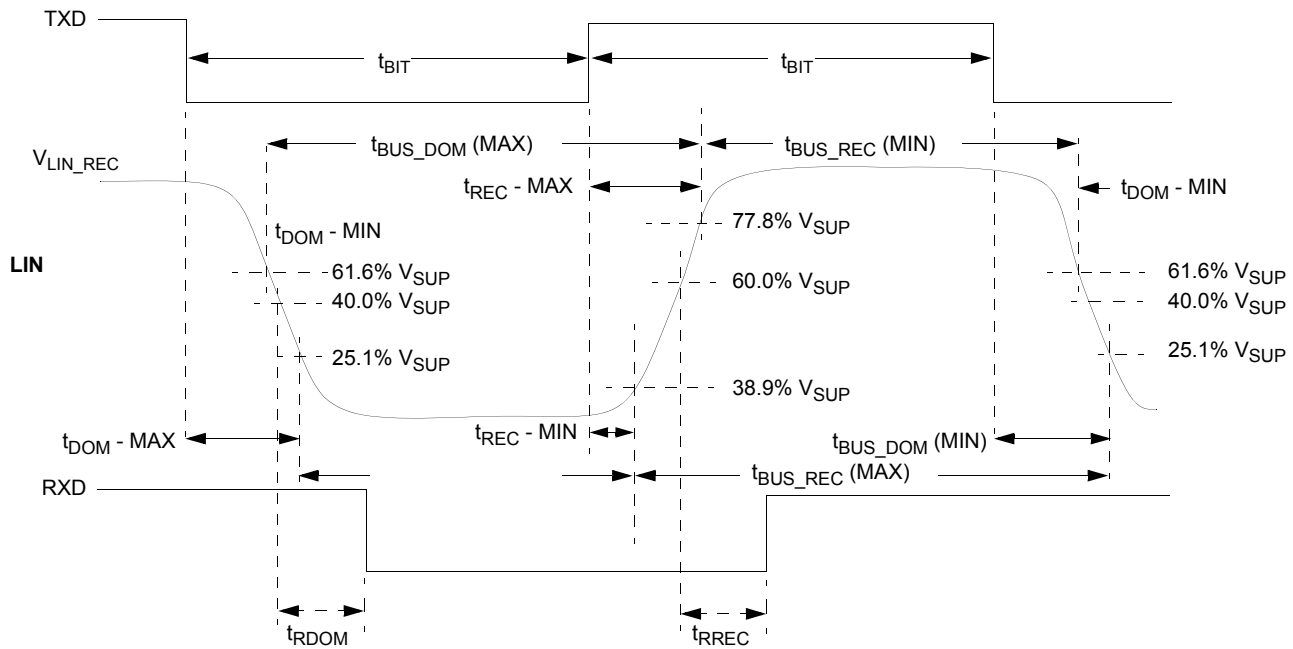 TXD
tBIT
tBIT
tBUS_DOM (MAX)
tBUS_REC (MIN)
VLIN_REC
tREC - MAX
tDOM - MIN
77.8% VSUP
tDOM - MIN
LIN
61.6% VSUP
60.0% VSUP
61.6% VSUP
40.0% VSUP
40.0% VSUP
25.1% VSUP
25.1% VSUP
38.9% VSUP
tDOM - MAX
tREC - MIN
tBUS_DOM (MIN)
tBUS_REC (MAX)
RXD
tRDOM
tRREC